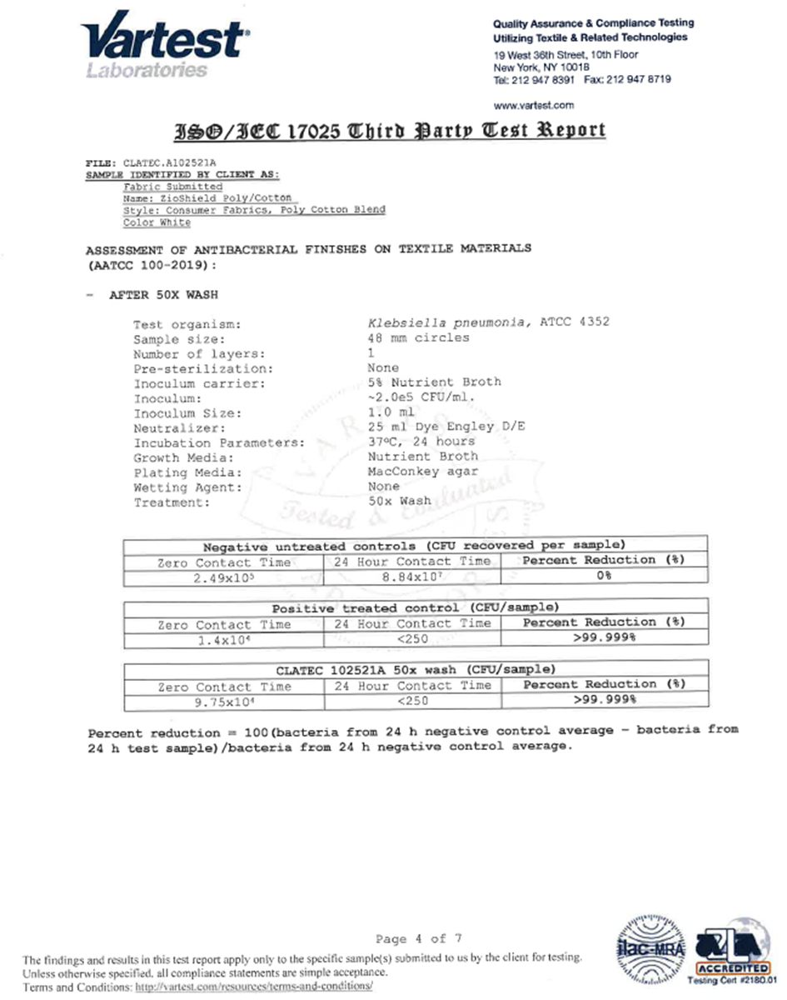 Vartest®
Laboratories
Quality Assurance & Compliance Testing
Utilizing Textile & Related Technologies
19 West 36th Street, 10th Floor
New York, NY 10018
Tel: 212 947 8391 Fax: 212 947 8719
www.vartest.com
ISO/IEC 17025 Third Party Test Report
FILE: CLATEC.A102521A
SAMPLE IDENTIFIED BY CLIENT AS:
Fabric Submitted
Name: ZioShield Poly/Cotton
Style: Consumer Fabrics, Poly Cotton Blend
Color White
ASSESSMENT OF ANTIBACTERIAL FINISHES ON TEXTILE MATERIALS
(AATCC 100-2019):
- AFTER 50X WASH
Test organism: Klebsiella pneumonia, ATCC 4352
Sample size: 48 mm circles
Number of layers: 1
Pre-sterilization: None
Inoculum carrier: 5% Nutrient Broth
Inoculum: ~2.0e5 CFU/ml.
Inoculum Size: 1.0 ml
Neutralizer: 25 ml Dye Engley D/E
Incubation Parameters: 37ºC, 24 hours
Growth Media: Nutrient Broth
Plating Media: MacConkey agar
Wetting Agent: None
Treatment: 50x Wash
Tested & Evaluated
Negative untreated controls (CFU recovered per sample)
Zero Contact Time 24 Hour Contact Time Percent Reduction (%)
2.49x10⁵ 8.84x10⁷ 0%
Positive treated control (CFU/sample)
Zero Contact Time 24 Hour Contact Time Percent Reduction (%)
1.4x10⁴ <250 >99.999%
CLATEC 102521A 50x wash (CFU/sample)
Zero Contact Time 24 Hour Contact Time Percent Reduction (%)
9.75x10⁴ <250 >99.999%
Percent reduction = 100(bacteria from 24 h negative control average - bacteria from
24 h test sample)/bacteria from 24 h negative control average.
Page 4 of 7
The findings and results in this test report apply only to the specific sample(s) submitted to us by the client for testing.
Unless otherwise specified, all compliance statements are simple acceptance.
Terms and Conditions: http://vartest.com/resources/terms-and-conditions/
ilac-MRA
A2LA
ACCREDITED
Testing Cert #2180.01